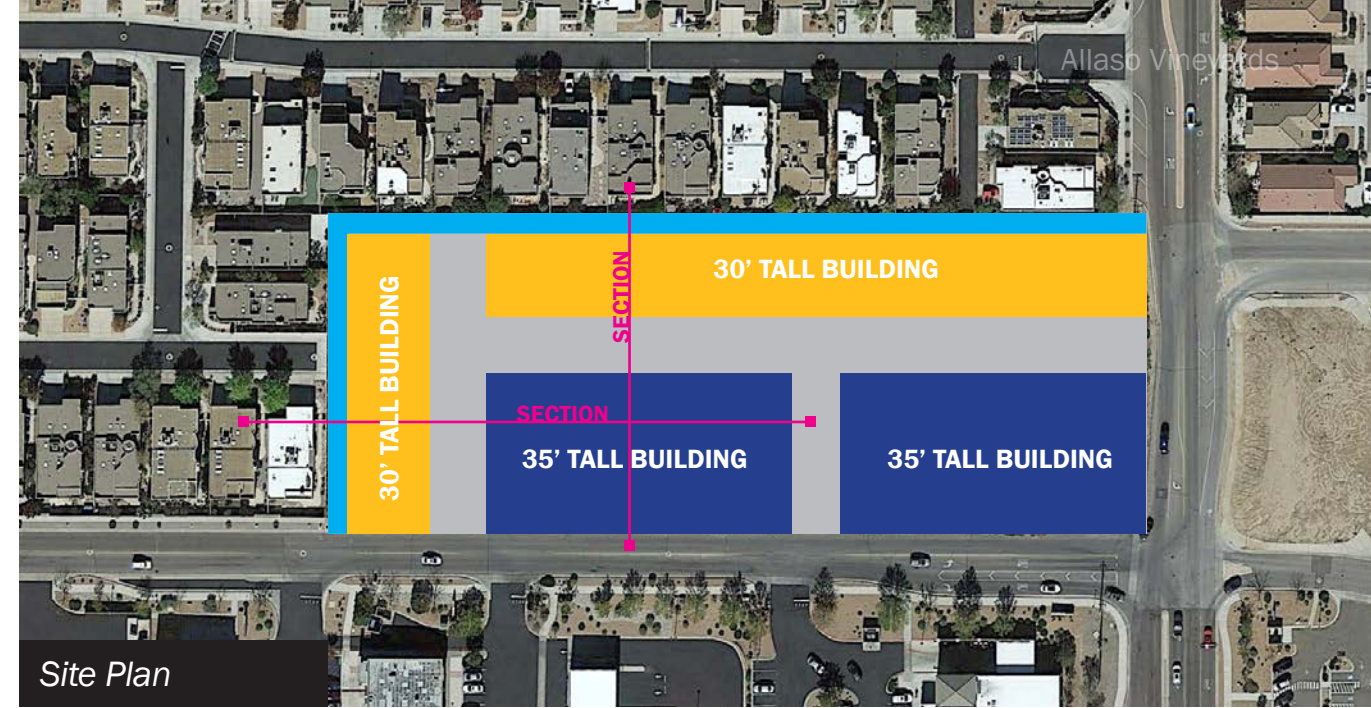 Allaso Vineyards
30’ TALL BUILDING
SECTION
30’ TALL BUILDING
SECTION
35’ TALL BUILDING
35’ TALL BUILDING
Site Plan